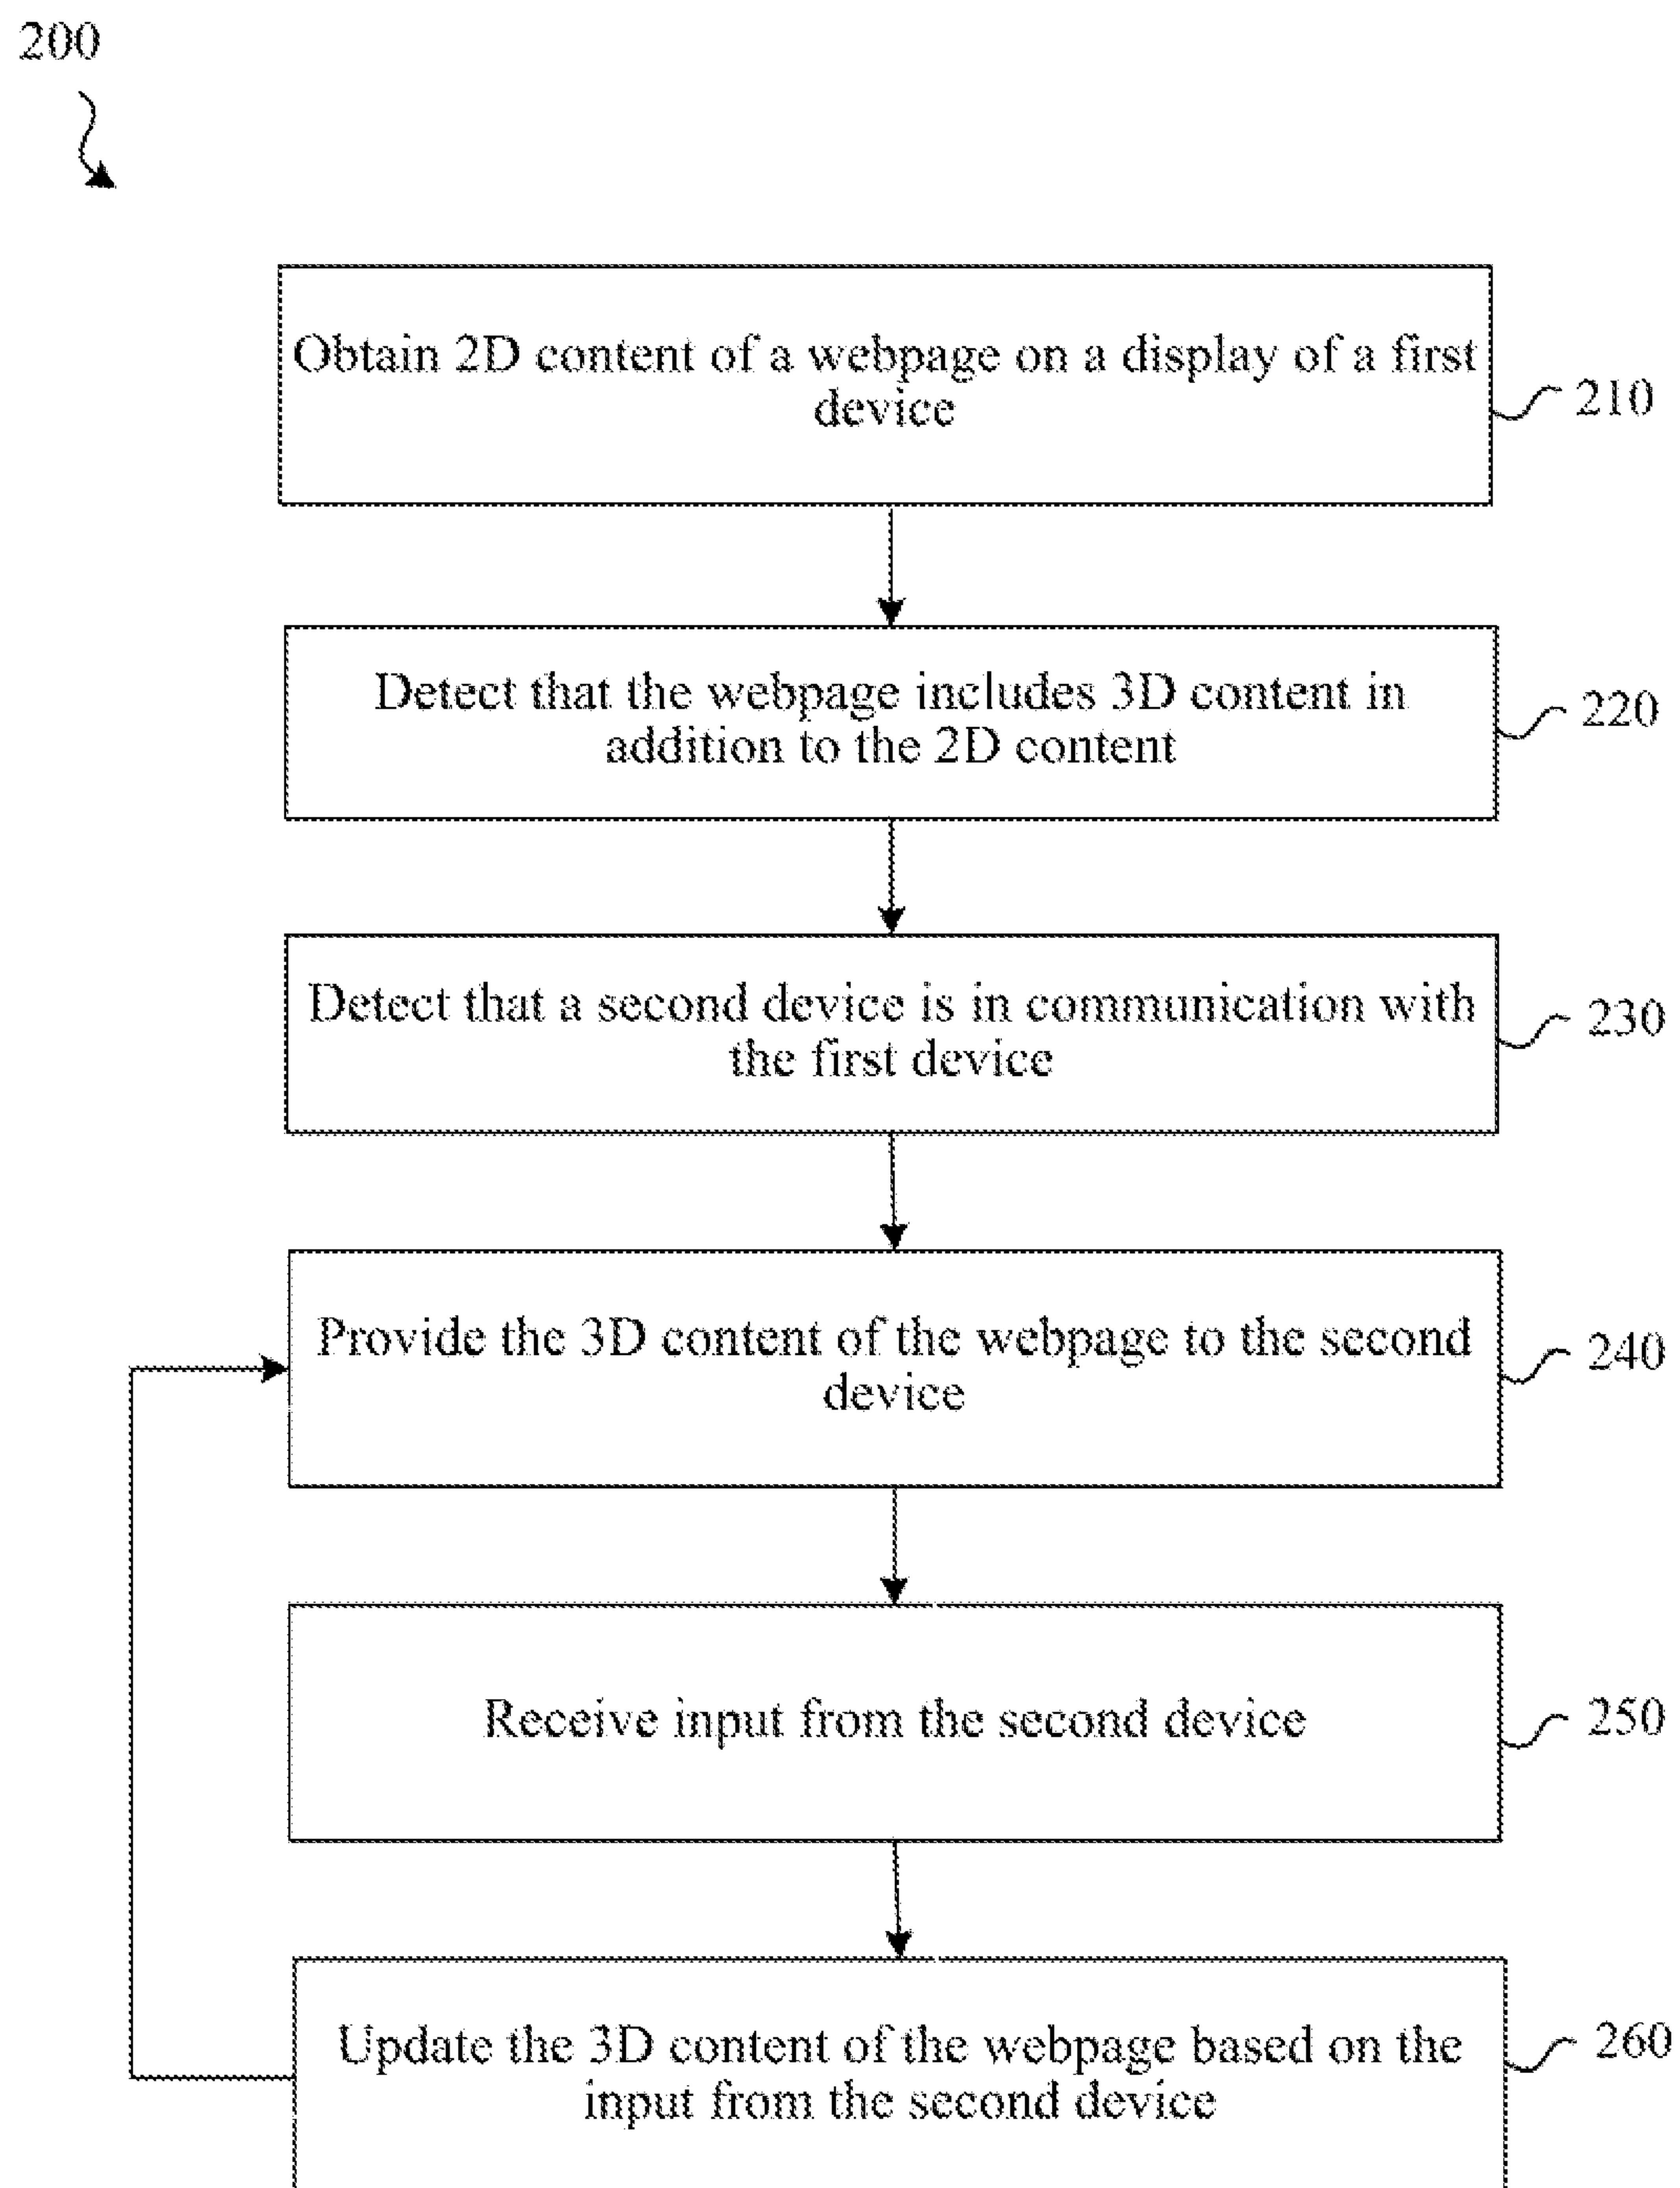 200
Obtain 2D content of a webpage on a display of a first
device
210
Detect that the webpage includes 3D content in
addition to the 2D content
220
Detect that a second device is in communication with
the first device
230
Provide the 3D content of the webpage to the second
device
240
Receive input from the second device
250
Update the 3D content of the webpage based on the
input from the second device
260